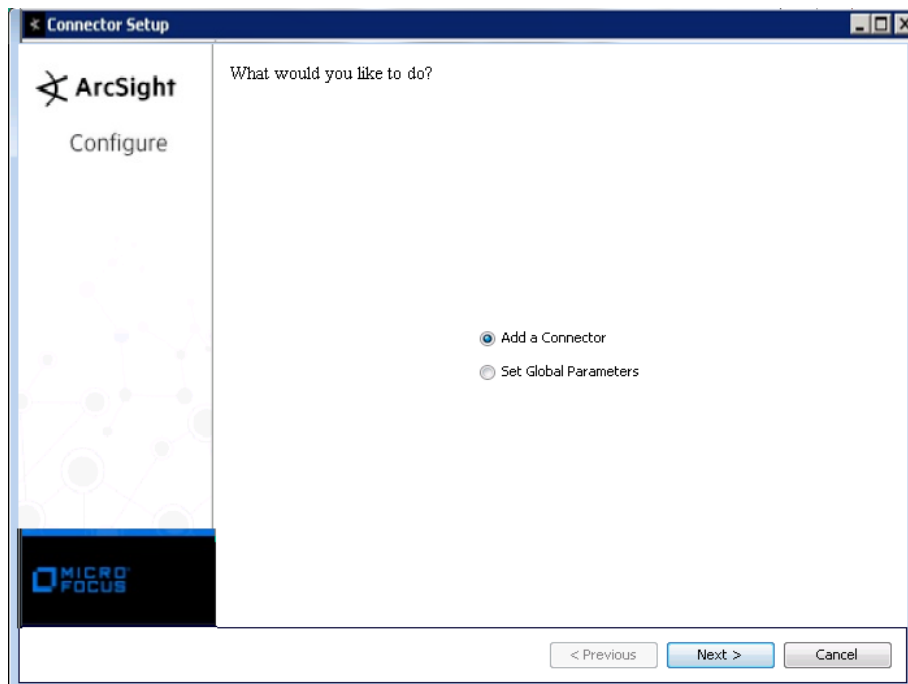 Connector Setup
ArcSight
Configure
What would you like to do?
Add a Connector
Set Global Parameters
MICRO
FOCUS
< Previous
Next >
Cancel